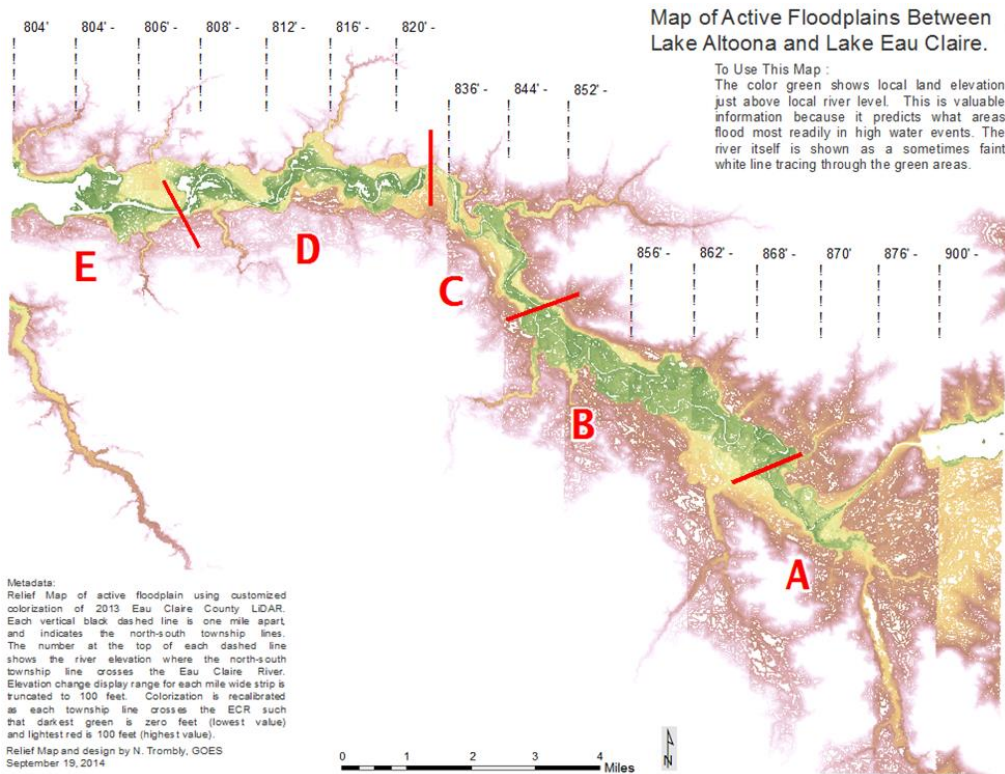 Map of Active Floodplains Between
Lake Altoona and Lake Eau Claire.
To Use This Map :
The color green shows local land elevation
just above local river level. This is valuable
information because it predicts what areas
flood most readily in high water events. The
river itself is shown as a sometimes faint
white line tracing through the green areas.
804' 804' - 806' - 808' - 812' - 816' - 820' -
836' - 844' - 852' -
856' - 862' - 868' - 870' 876' - 900' -
E
D
C
B
A
Metadata:
Relief Map of active floodplain using customized
colorization of 2013 Eau Claire County LiDAR.
Each vertical black dashed line is one mile apart,
and indicates the north-south township lines.
The number at the top of each dashed line
shows the river elevation where the north-south
township line crosses the Eau Claire River.
Elevation change display range for each mile wide strip is
truncated to 100 feet. Colorization is recalibrated
as each township line crosses the ECR such
that darkest green is zero feet (lowest value)
and lightest red is 100 feet (highest value).
Relief Map and design by N. Trombly, GOES
September 19, 2014
0 1 2 3 4
Miles
N